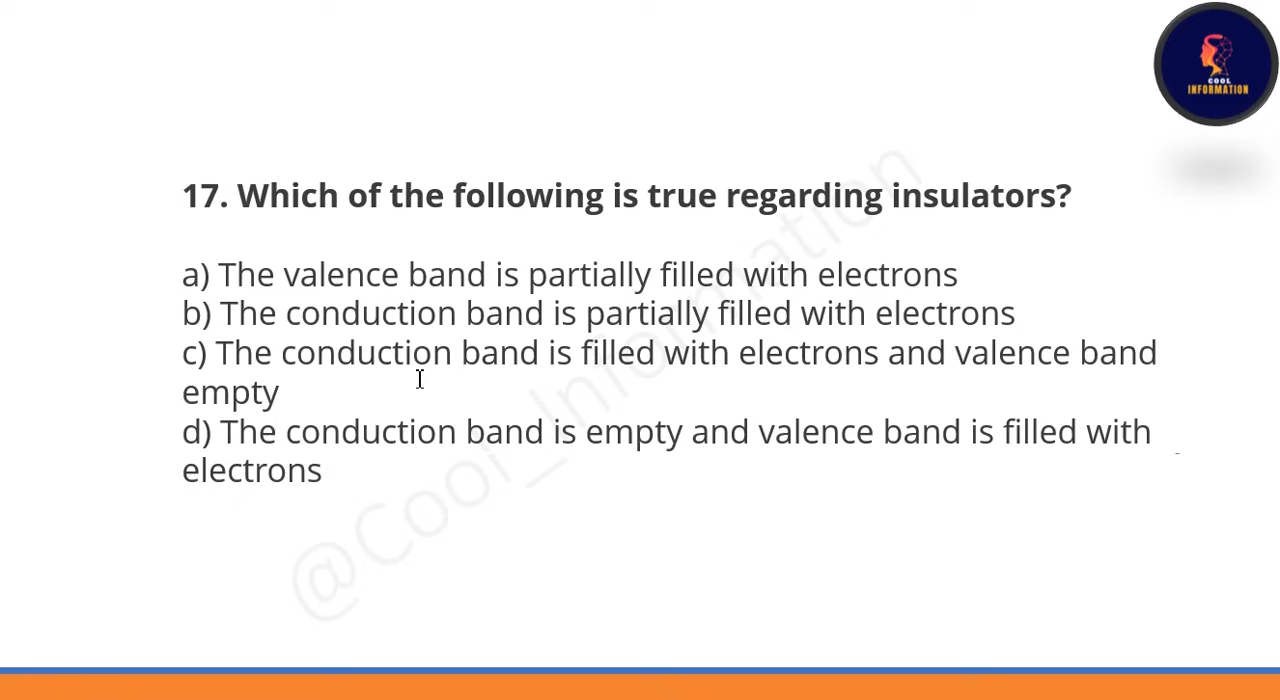 COOL
INFORMATION
17. Which of the following is true regarding insulators?
a) The valence band is partially filled with electrons
b) The conduction band is partially filled with electrons
c) The conduction band is filled with electrons and valence band
empty
d) The conduction band is empty and valence band is filled with
electrons
@Cool_Information